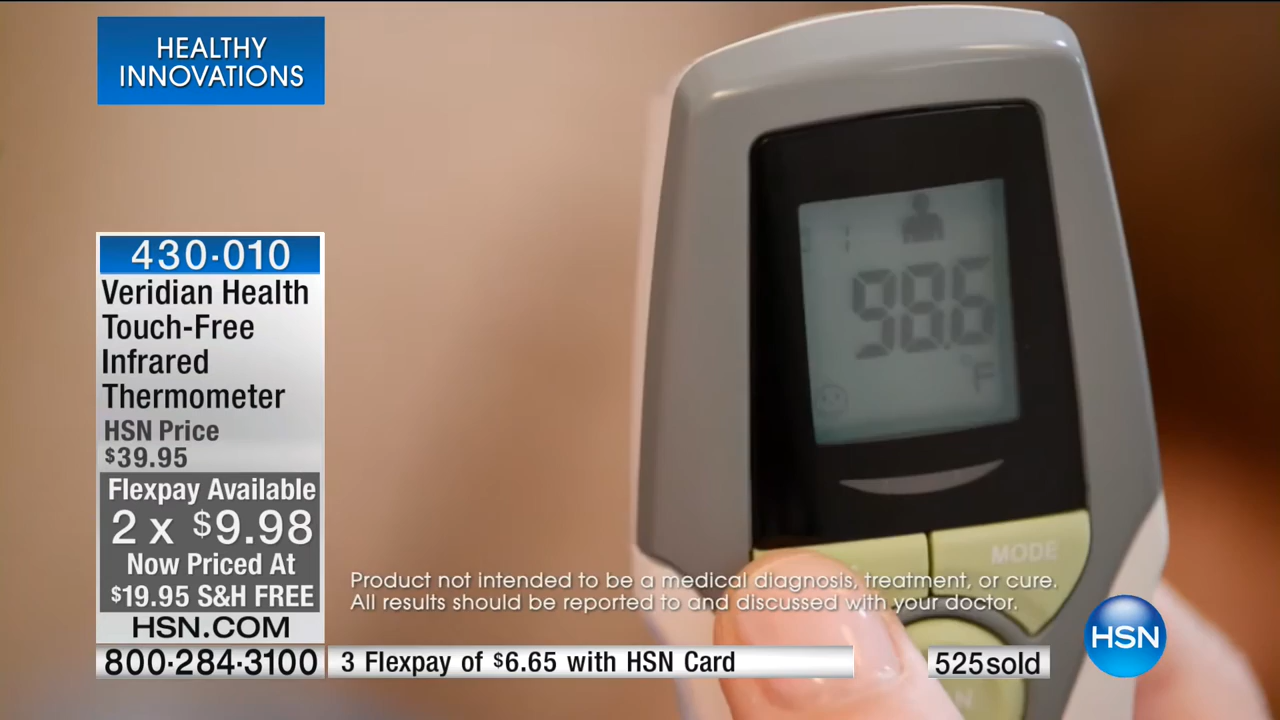 HEALTHY
INNOVATIONS
430·010
Veridian Health
Touch-Free
Infrared
Thermometer
HSN Price
$39.95
Flexpay Available
2 x $9.98
Now Priced At
$19.95 S&H FREE
HSN.COM
800·284·3100
1
98.6
°F
MODE
Product not intended to be a medical diagnosis, treatment, or cure.
All results should be reported to and discussed with your doctor.
HSN
3 Flexpay of $6.65 with HSN Card
525 sold